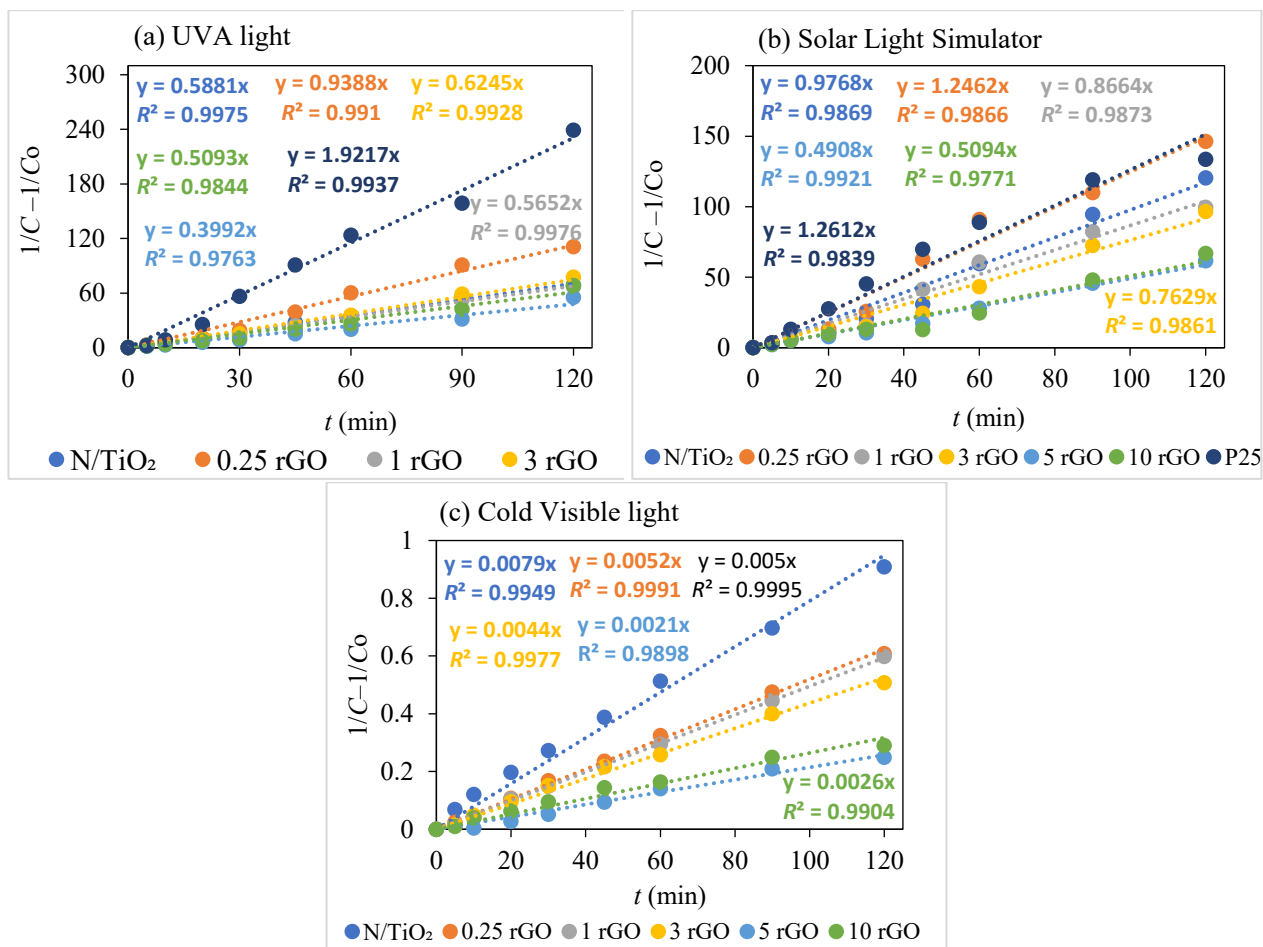 (a) UVA light
y = 0.5881x
R² = 0.9975
y = 0.9388x
R² = 0.991
y = 0.6245x
R² = 0.9928
y = 0.5093x
R² = 0.9844
y = 1.9217x
R² = 0.9937
y = 0.5652x
R² = 0.9976
y = 0.3992x
R² = 0.9763
1/C –1/Co
300
240
180
120
60
0
0 30 60 90 120
t (min)
N/TiO₂ 0.25 rGO 1 rGO 3 rGO
(b) Solar Light Simulator
y = 0.9768x
R² = 0.9869
y = 1.2462x
R² = 0.9866
y = 0.8664x
R² = 0.9873
y = 0.4908x
R² = 0.9921
y = 0.5094x
R² = 0.9771
y = 1.2612x
R² = 0.9839
y = 0.7629x
R² = 0.9861
1/C –1/Co
200
150
100
50
0
0 20 40 60 80 100 120
t (min)
N/TiO₂ 0.25 rGO 1 rGO 3 rGO 5 rGO 10 rGO P25
(c) Cold Visible light
y = 0.0079x
R² = 0.9949
y = 0.0052x
R² = 0.9991
y = 0.005x
R² = 0.9995
y = 0.0044x
R² = 0.9977
y = 0.0021x
R² = 0.9898
y = 0.0026x
R² = 0.9904
1/C–1/Co
1
0.8
0.6
0.4
0.2
0
0 20 40 60 80 100 120
t (min)
N/TiO₂ 0.25 rGO 1 rGO 3 rGO 5 rGO 10 rGO